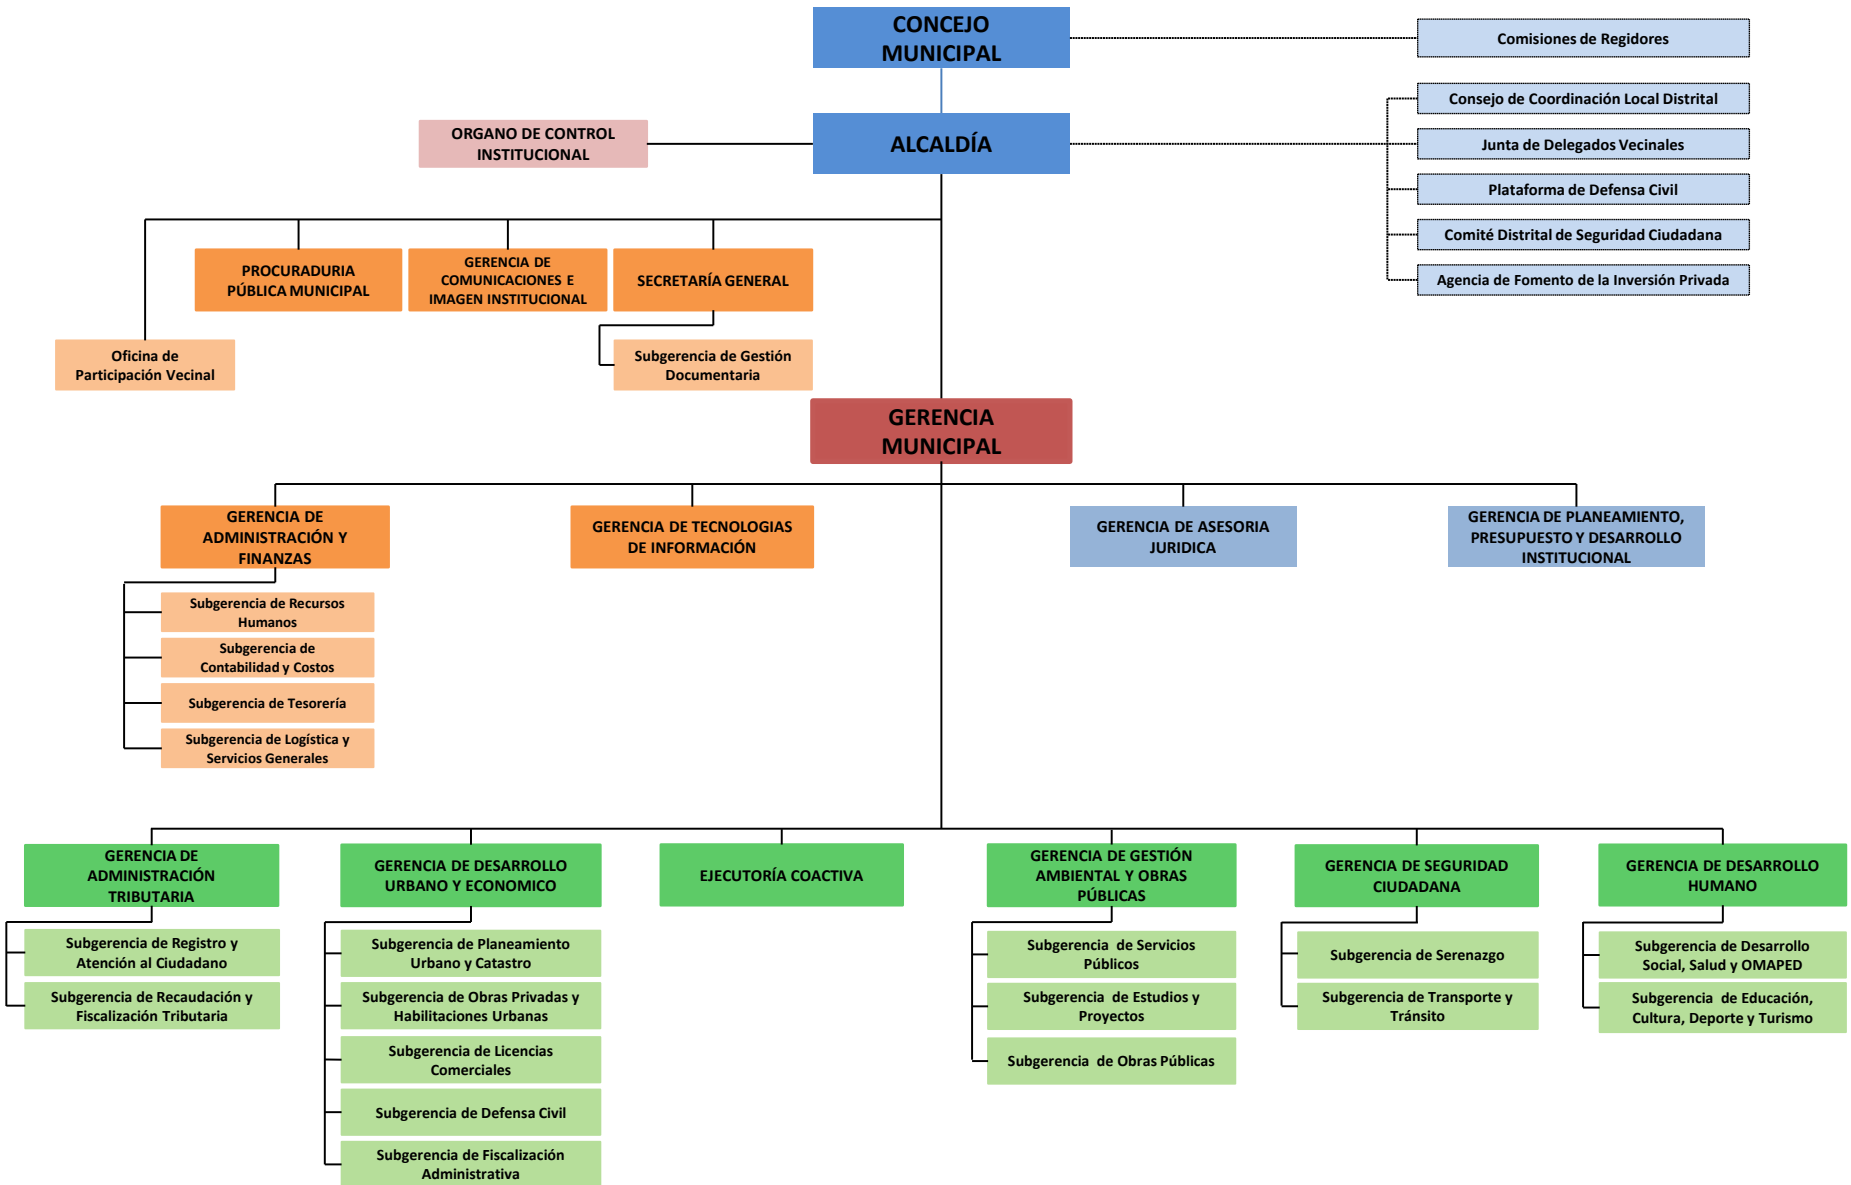 CONCEJO
MUNICIPAL
Comisiones de Regidores
Consejo de Coordinación Local Distrital
ORGANO DE CONTROL
INSTITUCIONAL
ALCALDÍA
Junta de Delegados Vecinales
Plataforma de Defensa Civil
Comité Distrital de Seguridad Ciudadana
Agencia de Fomento de la Inversión Privada
PROCURADURIA
PÚBLICA MUNICIPAL
GERENCIA DE
COMUNICACIONES E
IMAGEN INSTITUCIONAL
SECRETARÍA GENERAL
Oficina de
Participación Vecinal
Subgerencia de Gestión
Documentaria
GERENCIA
MUNICIPAL
GERENCIA DE
ADMINISTRACIÓN Y
FINANZAS
GERENCIA DE TECNOLOGIAS
DE INFORMACIÓN
GERENCIA DE ASESORIA
JURIDICA
GERENCIA DE PLANEAMIENTO,
PRESUPUESTO Y DESARROLLO
INSTITUCIONAL
Subgerencia de Recursos
Humanos
Subgerencia de
Contabilidad y Costos
Subgerencia de Tesorería
Subgerencia de Logística y
Servicios Generales
GERENCIA DE
ADMINISTRACIÓN
TRIBUTARIA
GERENCIA DE DESARROLLO
URBANO Y ECONOMICO
EJECUTORÍA COACTIVA
GERENCIA DE GESTIÓN
AMBIENTAL Y OBRAS
PÚBLICAS
GERENCIA DE SEGURIDAD
CIUDADANA
GERENCIA DE DESARROLLO
HUMANO
Subgerencia de Registro y
Atención al Ciudadano
Subgerencia de Recaudación y
Fiscalización Tributaria
Subgerencia de Planeamiento
Urbano y Catastro
Subgerencia de Obras Privadas y
Habilitaciones Urbanas
Subgerencia de Licencias
Comerciales
Subgerencia de Defensa Civil
Subgerencia de Fiscalización
Administrativa
Subgerencia de Servicios
Públicos
Subgerencia de Estudios y
Proyectos
Subgerencia de Obras Públicas
Subgerencia de Serenazgo
Subgerencia de Transporte y
Tránsito
Subgerencia de Desarrollo
Social, Salud y OMAPED
Subgerencia de Educación,
Cultura, Deporte y Turismo